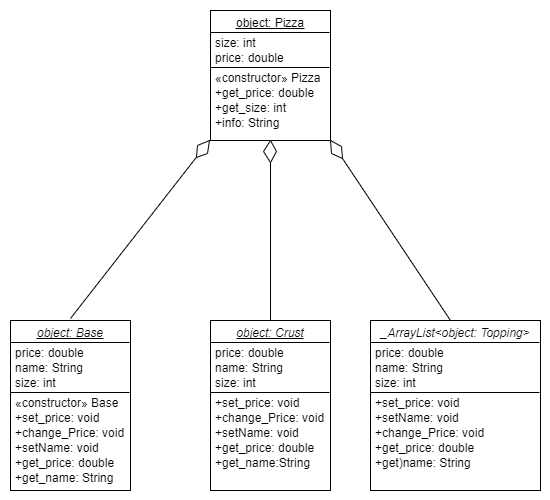 object: Pizza
size: int
price: double
«constructor» Pizza
+get_price: double
+get_size: int
+info: String
object: Base
price: double
name: String
size: int
«constructor» Base
+set_price: void
+change_Price: void
+setName: void
+get_price: double
+get_name: String
object: Crust
price: double
name: String
size: int
+set_price: void
+change_Price: void
+setName: void
+get_price: double
+get_name:String
_ArrayList<object: Topping>
price: double
name: String
size: int
+set_price: void
+setName: void
+change_Price: void
+get_price: double
+get)name: String